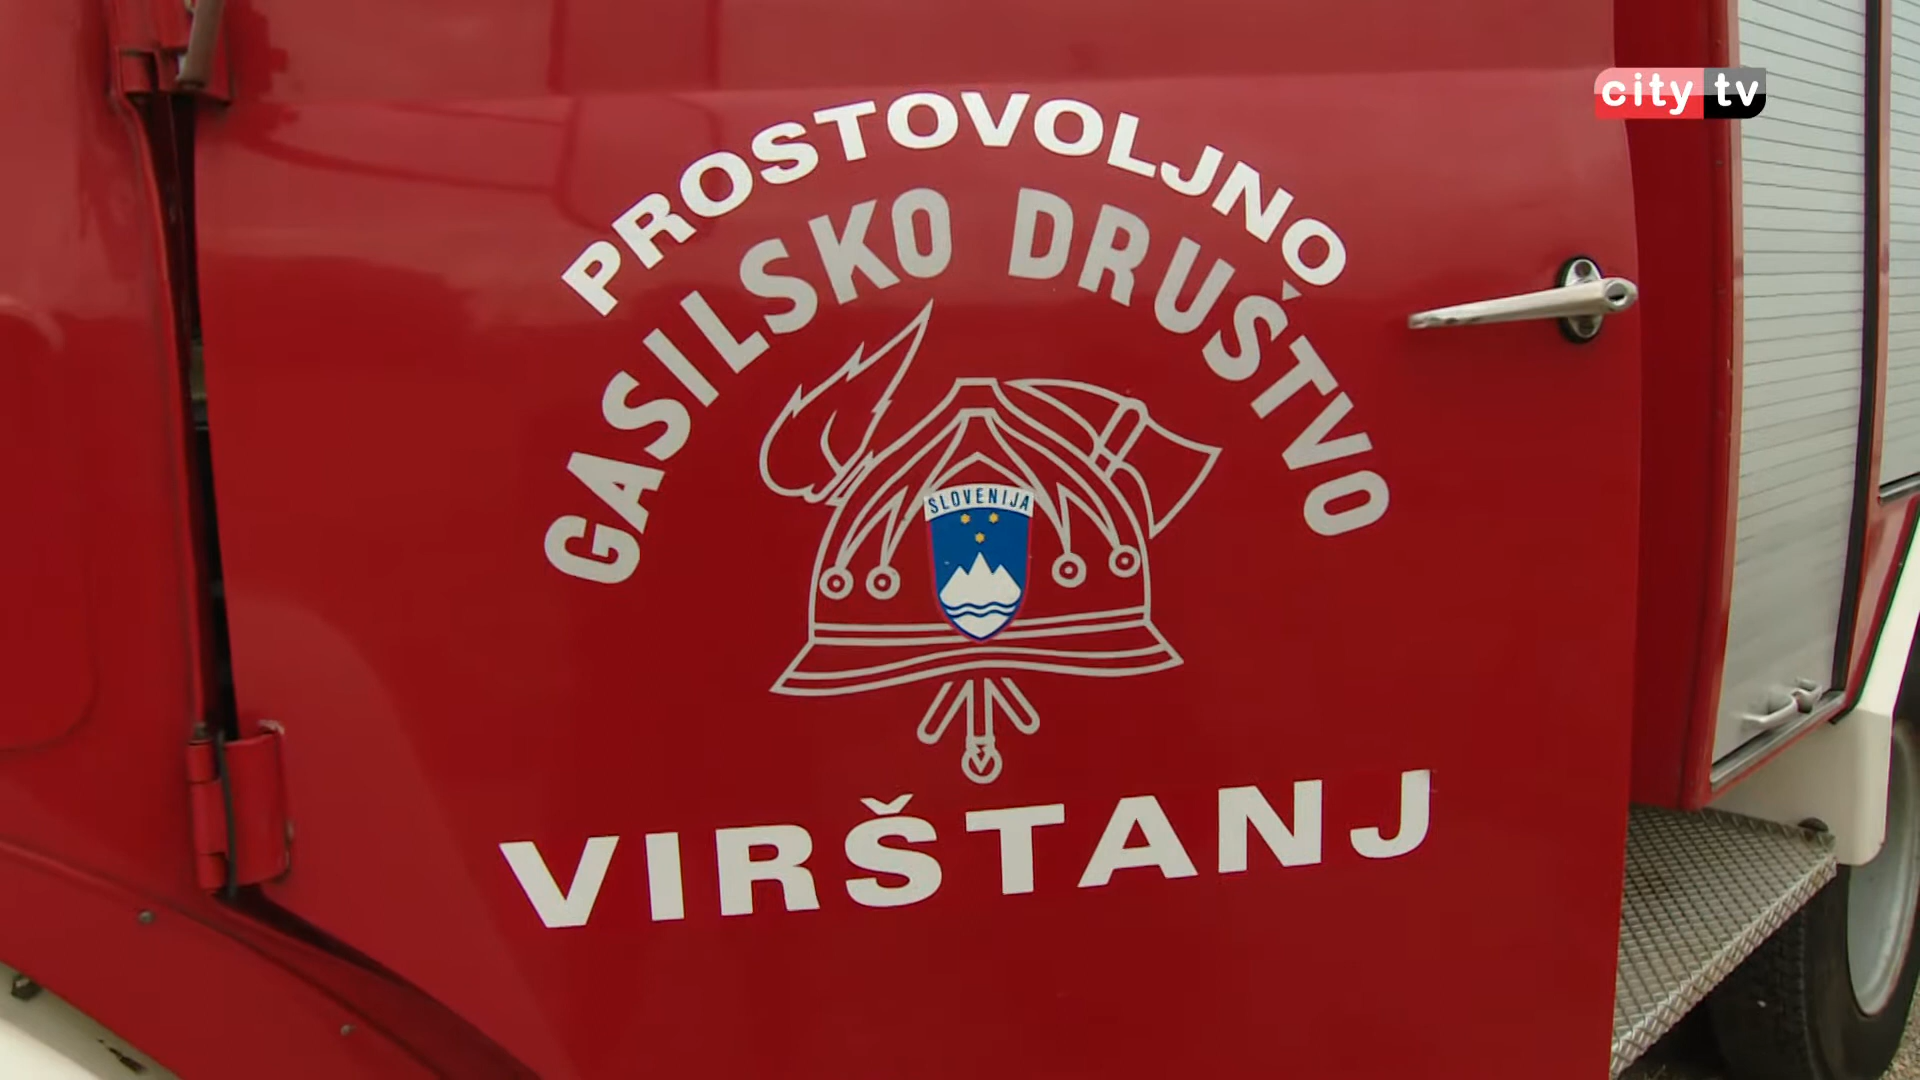 city tv
PROSTOVOLJNO
GASILSKO DRUŠTVO
SLOVENIJA
VIRŠTANJ